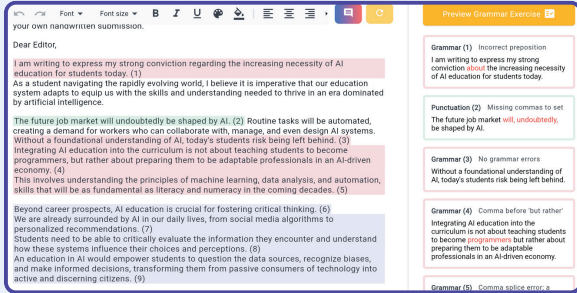 Font Font size B I U
Preview Grammar Exercise
your own handwritten submission.
Dear Editor,
I am writing to express my strong conviction regarding the increasing necessity of AI
education for students today. (1)
As a student navigating the rapidly evolving world, I believe it is imperative that our education
system adapts to equip us with the skills and understanding needed to thrive in an era dominated
by artificial intelligence.
The future job market will undoubtedly be shaped by AI. (2) Routine tasks will be automated,
creating a demand for workers who can collaborate with, manage, and even design AI systems.
Without a foundational understanding of AI, today's students risk being left behind. (3)
Integrating AI education into the curriculum is not about teaching students to become
programmers, but rather about preparing them to be adaptable professionals in an AI-driven
economy. (4)
This involves understanding the principles of machine learning, data analysis, and automation,
skills that will be as fundamental as literacy and numeracy in the coming decades. (5)
Beyond career prospects, AI education is crucial for fostering critical thinking. (6)
We are already surrounded by AI in our daily lives, from social media algorithms to
personalized recommendations. (7)
Students need to be able to critically evaluate the information they encounter and understand
how these systems influence their choices and perceptions. (8)
An education in AI would empower students to question the data sources, recognize biases,
and make informed decisions, transforming them from passive consumers of technology into
active and discerning citizens. (9)
Grammar (1) Incorrect preposition
I am writing to express my strong
conviction about the increasing necessity
of AI education for students today.
Punctuation (2) Missing commas to set
The future job market will, undoubtedly,
be shaped by AI.
Grammar (3) No grammar errors
Without a foundational understanding of
AI, today's students risk being left behind.
Grammar (4) Comma before 'but rather'
Integrating AI education into the
curriculum is not about teaching students
to become programmers but rather about
preparing them to be adaptable
professionals in an AI-driven economy.
Grammar (5) Comma splice error; a